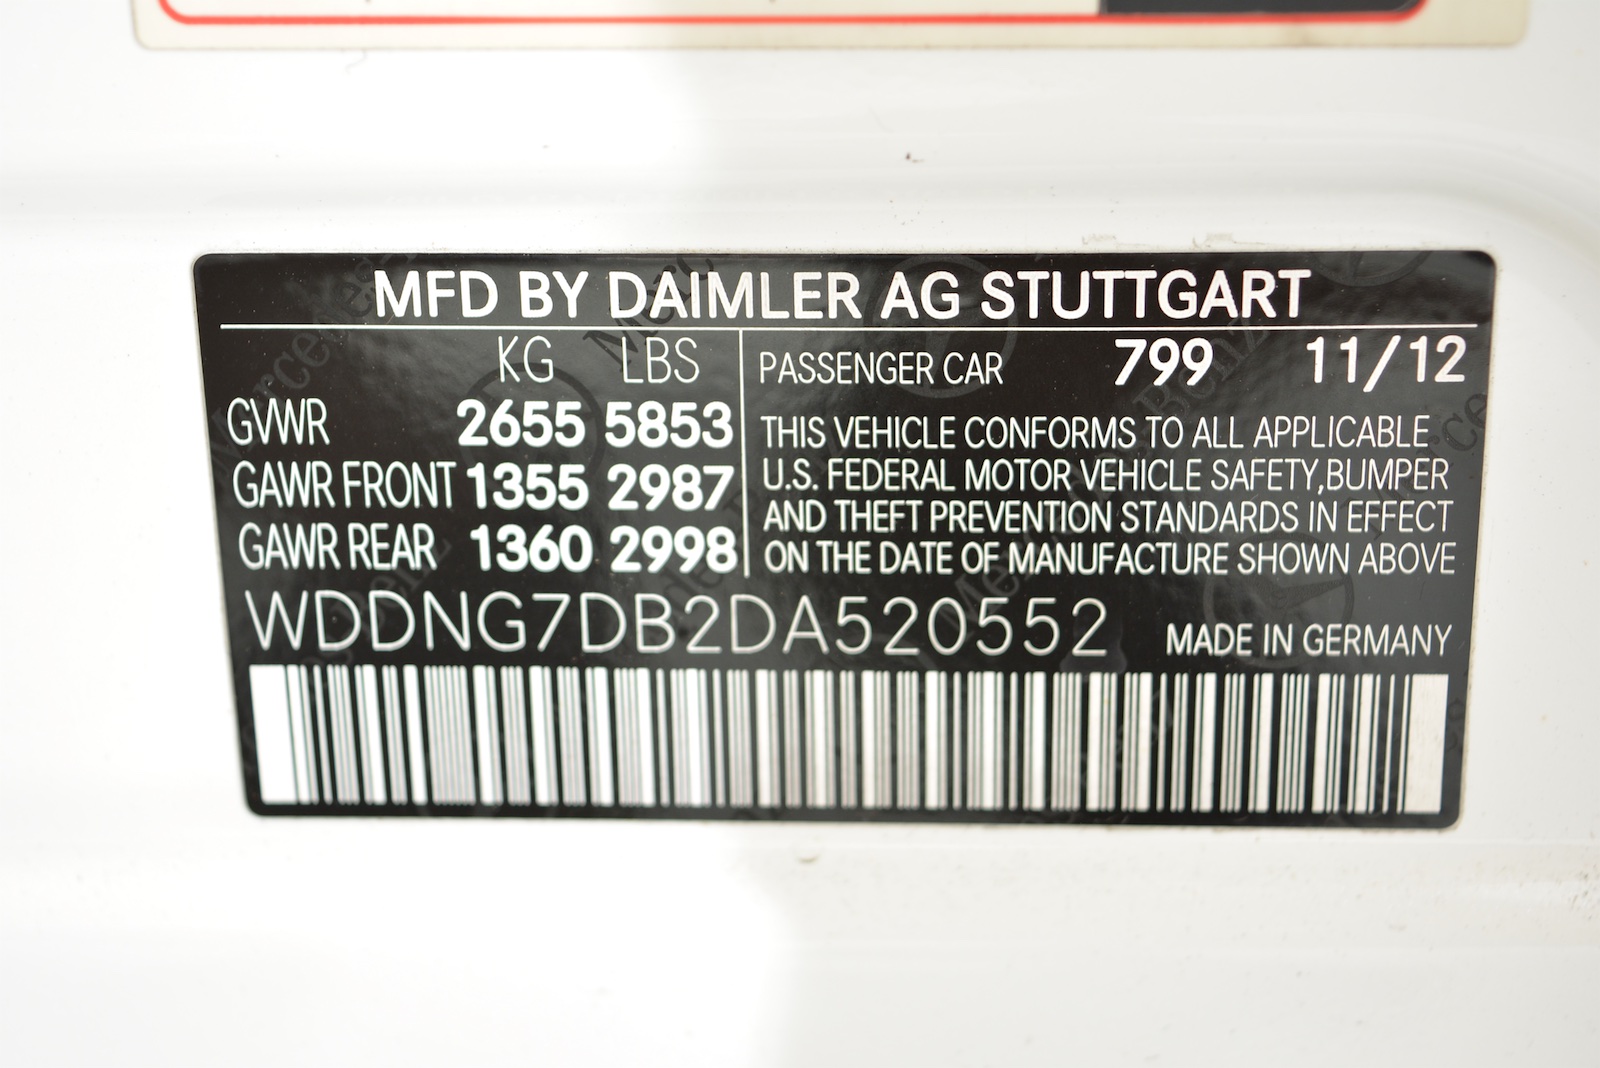 MFD BY DAIMLER AG STUTTGART
KG LBS
GVWR 2655 5853
GAWR FRONT 1355 2987
GAWR REAR 1360 2998
PASSENGER CAR 799 11/12
THIS VEHICLE CONFORMS TO ALL APPLICABLE
U.S. FEDERAL MOTOR VEHICLE SAFETY,BUMPER
AND THEFT PREVENTION STANDARDS IN EFFECT
ON THE DATE OF MANUFACTURE SHOWN ABOVE
WDDNG7DB2DA520552 MADE IN GERMANY